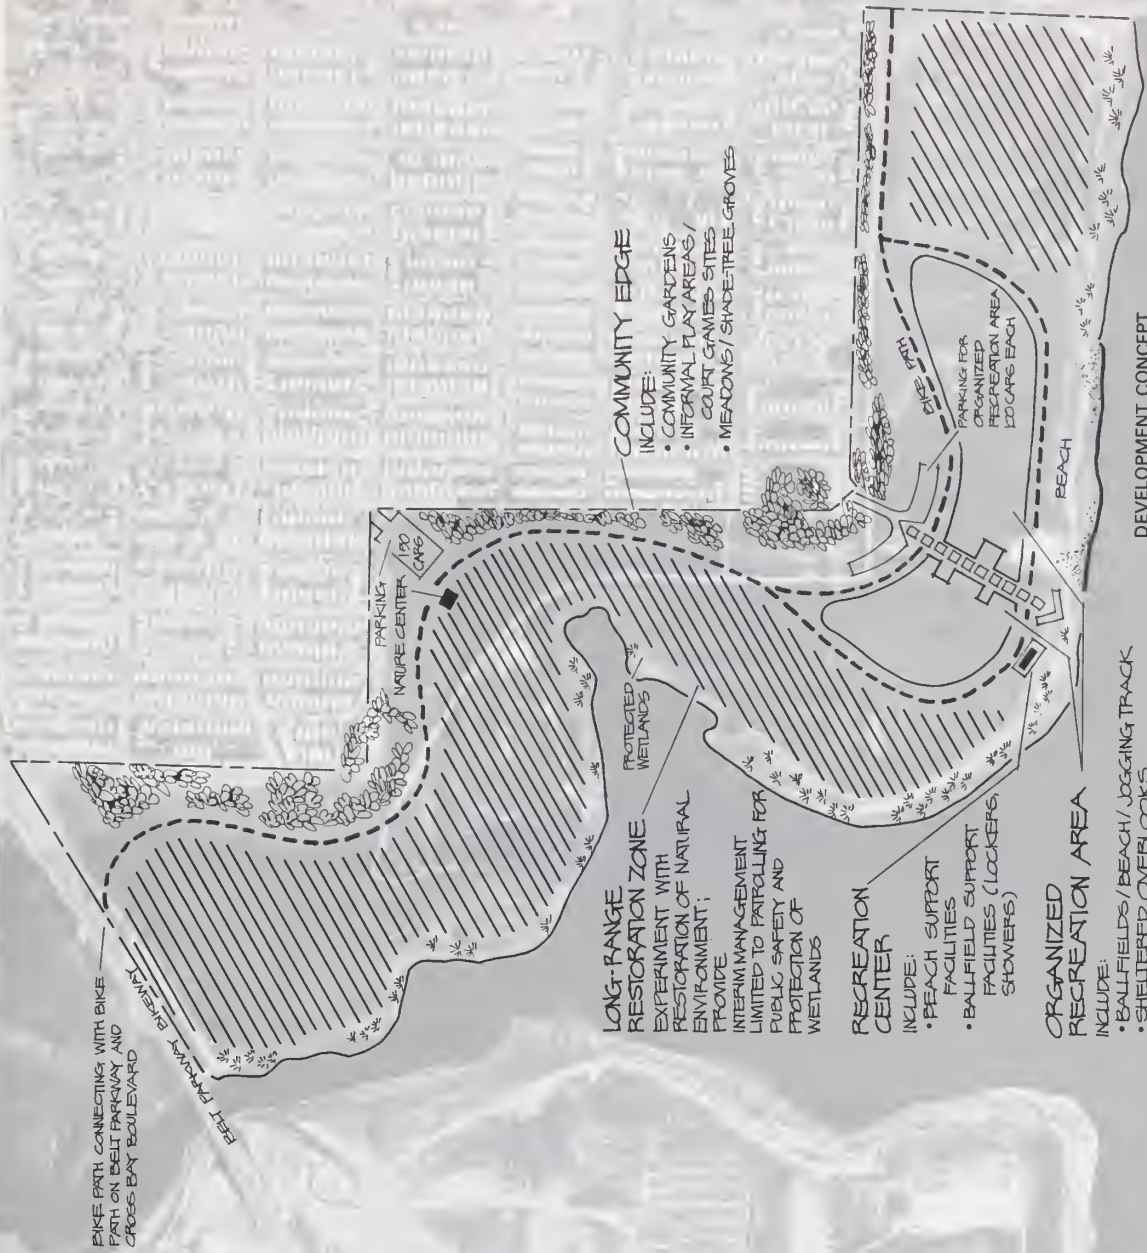 BIKE PATH CONNECTING WITH BIKE
PATH ON BELT PARKWAY AND
CROSS BAY BOULEVARD
BELT PARKWAY BIKEWAY
PARKING
150
CARS
NATURE CENTER
COMMUNITY EDGE
INCLUDE:
• COMMUNITY GARDENS
• INFORMAL PLAY AREAS /
COURT GAMES SITES
• MEADOWS / SHADE-TREE GROVES
PROTECTED
WETLANDS
LONG-RANGE
RESTORATION ZONE
EXPERIMENT WITH
RESTORATION OF NATURAL
ENVIRONMENT;
PROVIDE
INTERIM MANAGEMENT
LIMITED TO PATROLLING FOR
PUBLIC SAFETY AND
PROTECTION OF
WETLANDS
BIKE PATH
PARKING FOR
ORGANIZED
RECREATION AREA
CARS EACH
BEACH
RECREATION
CENTER
INCLUDE:
• BEACH SUPPORT
FACILITIES
• BALLFIELD SUPPORT
FACILITIES (LOCKERS,
SHOWERS)
ORGANIZED
RECREATION AREA
INCLUDE:
• BALLFIELDS / BEACH / JOGGING TRACK
• SHELTERED OVERLOOKS
DEVELOPMENT CONCEPT